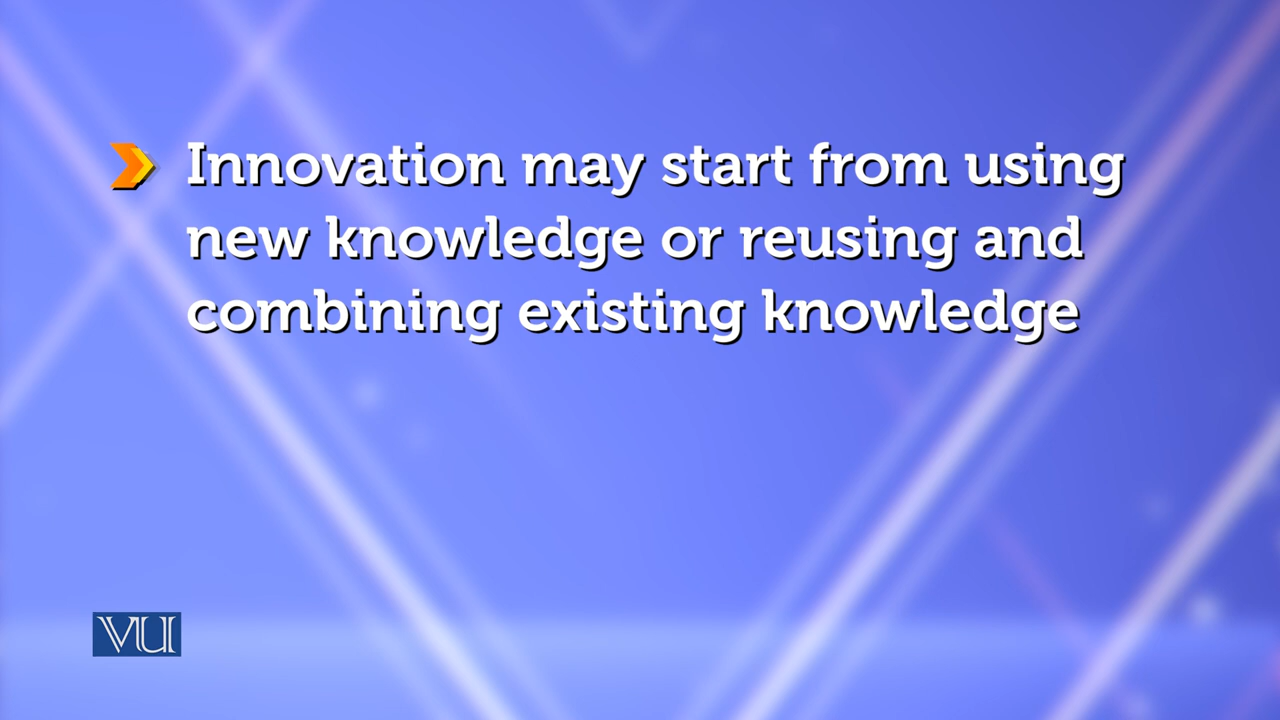 Innovation may start from using
new knowledge or reusing and
combining existing knowledge
VU